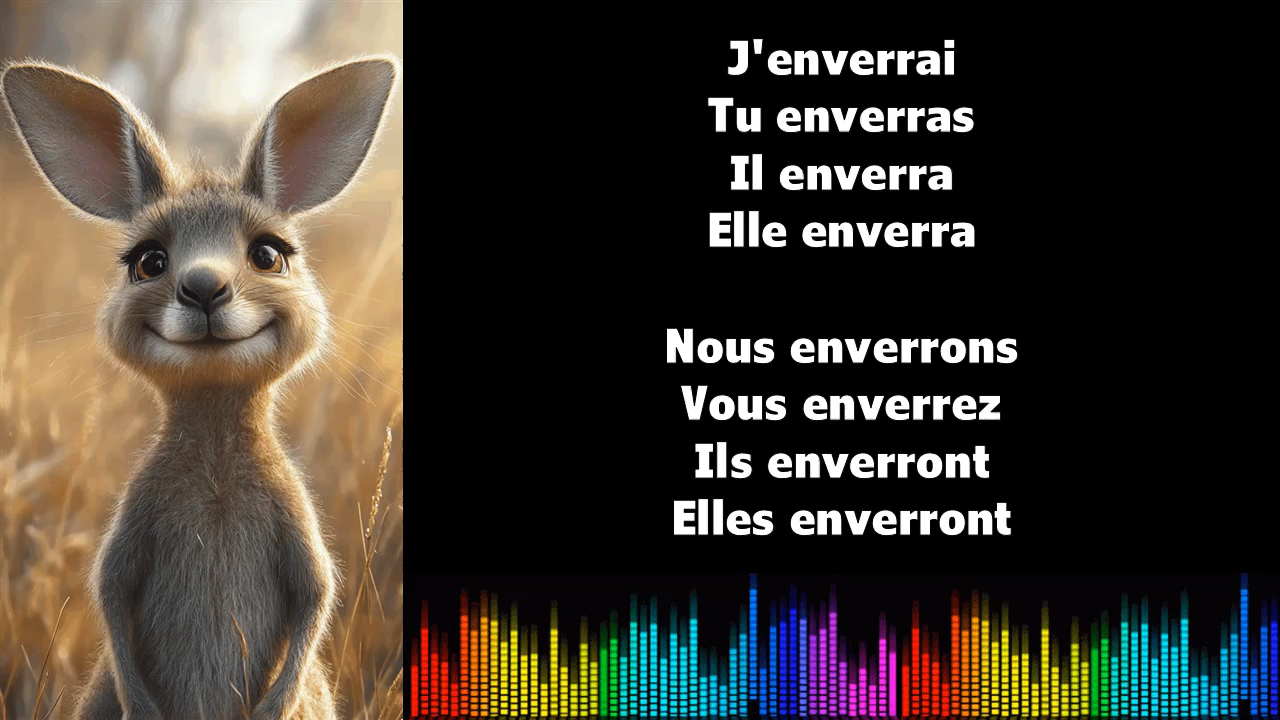 J'enverrai
Tu enverras
Il enverra
Elle enverra
Nous enverrons
Vous enverrez
Ils enverront
Elles enverront